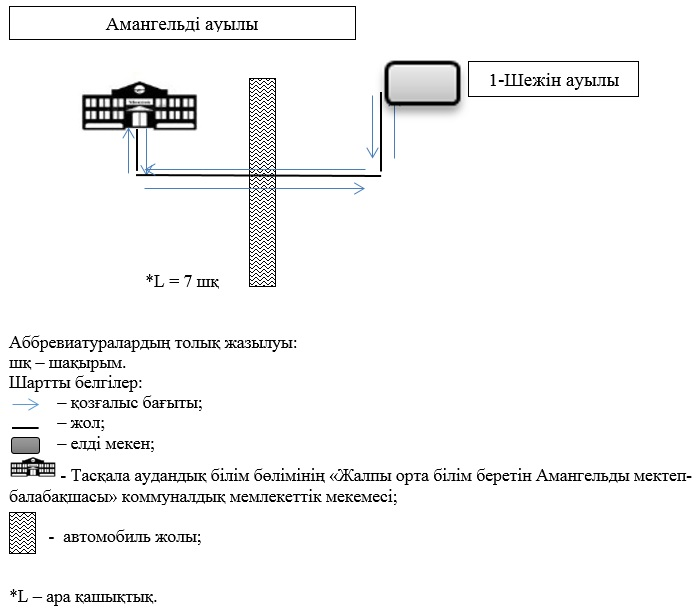 Амангельді ауылы
1-Шежін ауылы
*L = 7 шқ
Аббревиатуралардың толық жазылуы:
шқ – шақырым.
Шартты белгілер:
– қозғалыс бағыты;
– жол;
– елді мекен;
- Тасқала аудандық білім бөлімінің «Жалпы орта білім беретін Амангельды мектеп-
балабақшасы» коммуналдық мемлекеттік мекемесі;
- автомобиль жолы;
*L – ара қашықтық.